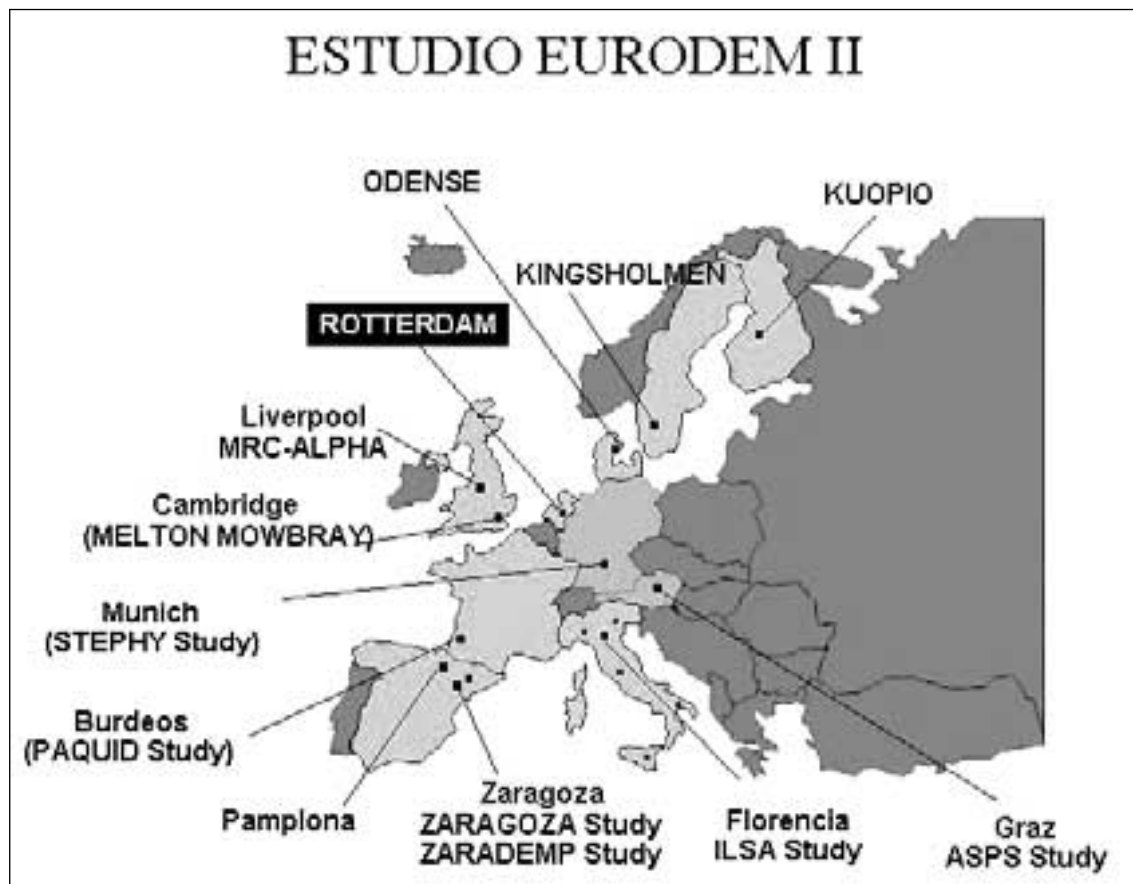 ESTUDIO EURODEM II
ODENSE
KUOPIO
KINGSHOLMEN
ROTTERDAM
Liverpool
MRC-ALPHA
Cambridge
(MELTON MOWBRAY)
Munich
(STEPHY Study)
Burdeos
(PAQUID Study)
Pamplona
Zaragoza
ZARAGOZA Study
ZARADEMP Study
Florencia
ILSA Study
Graz
ASPS Study